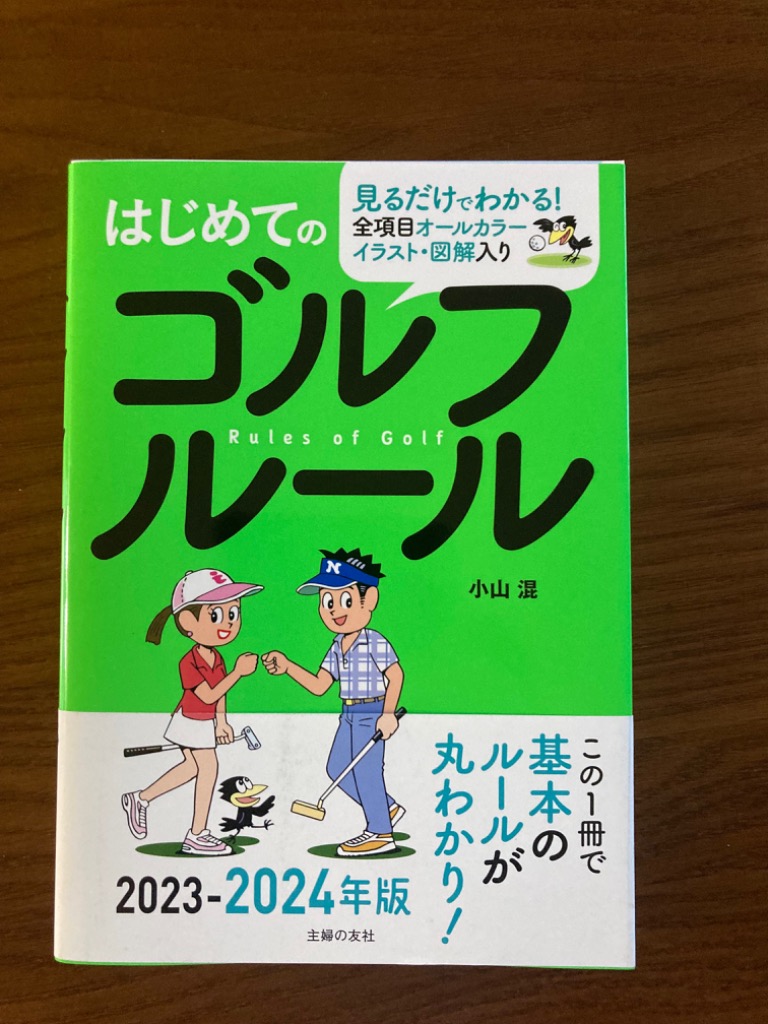 はじめての
見るだけでわかる!
全項目オールカラー
イラスト・図解入り
ゴルフ
Rules of Golf
ルール
小山 混
i
N
この1冊で
基本の
ルールが
丸わかり!
2023-2024年版
主婦の友社